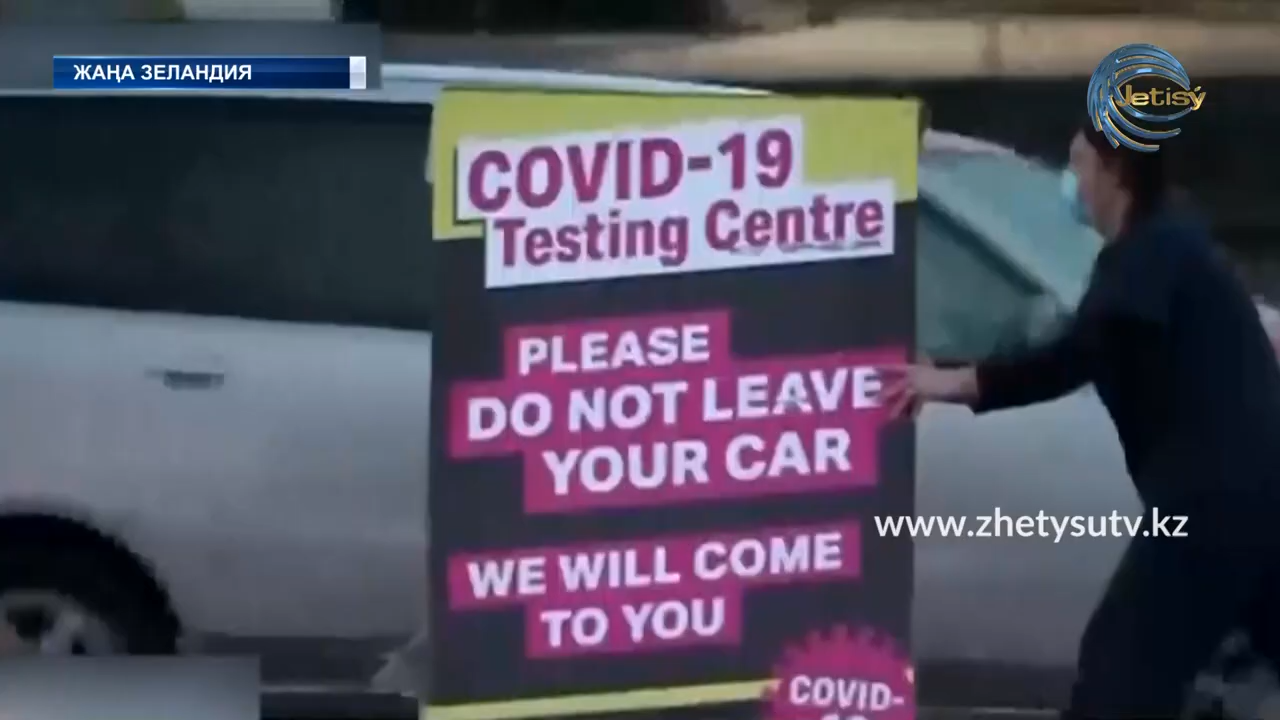 ЖАҢА ЗЕЛАНДИЯ
Jetisý
COVID-19
Testing Centre
PLEASE
DO NOT LEAVE
YOUR CAR
www.zhetysutv.kz
WE WILL COME
TO YOU
COVID-
19